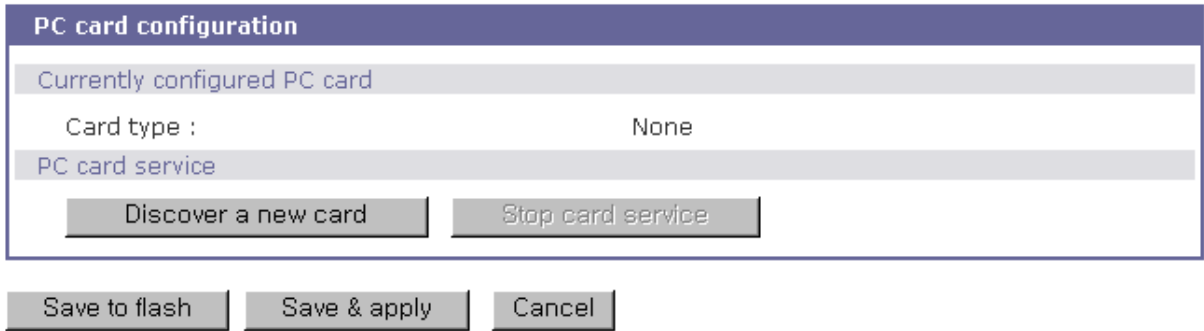 PC card configuration
Currently configured PC card
Card type : None
PC card service
Discover a new card Stop card service
Save to flash Save & apply Cancel